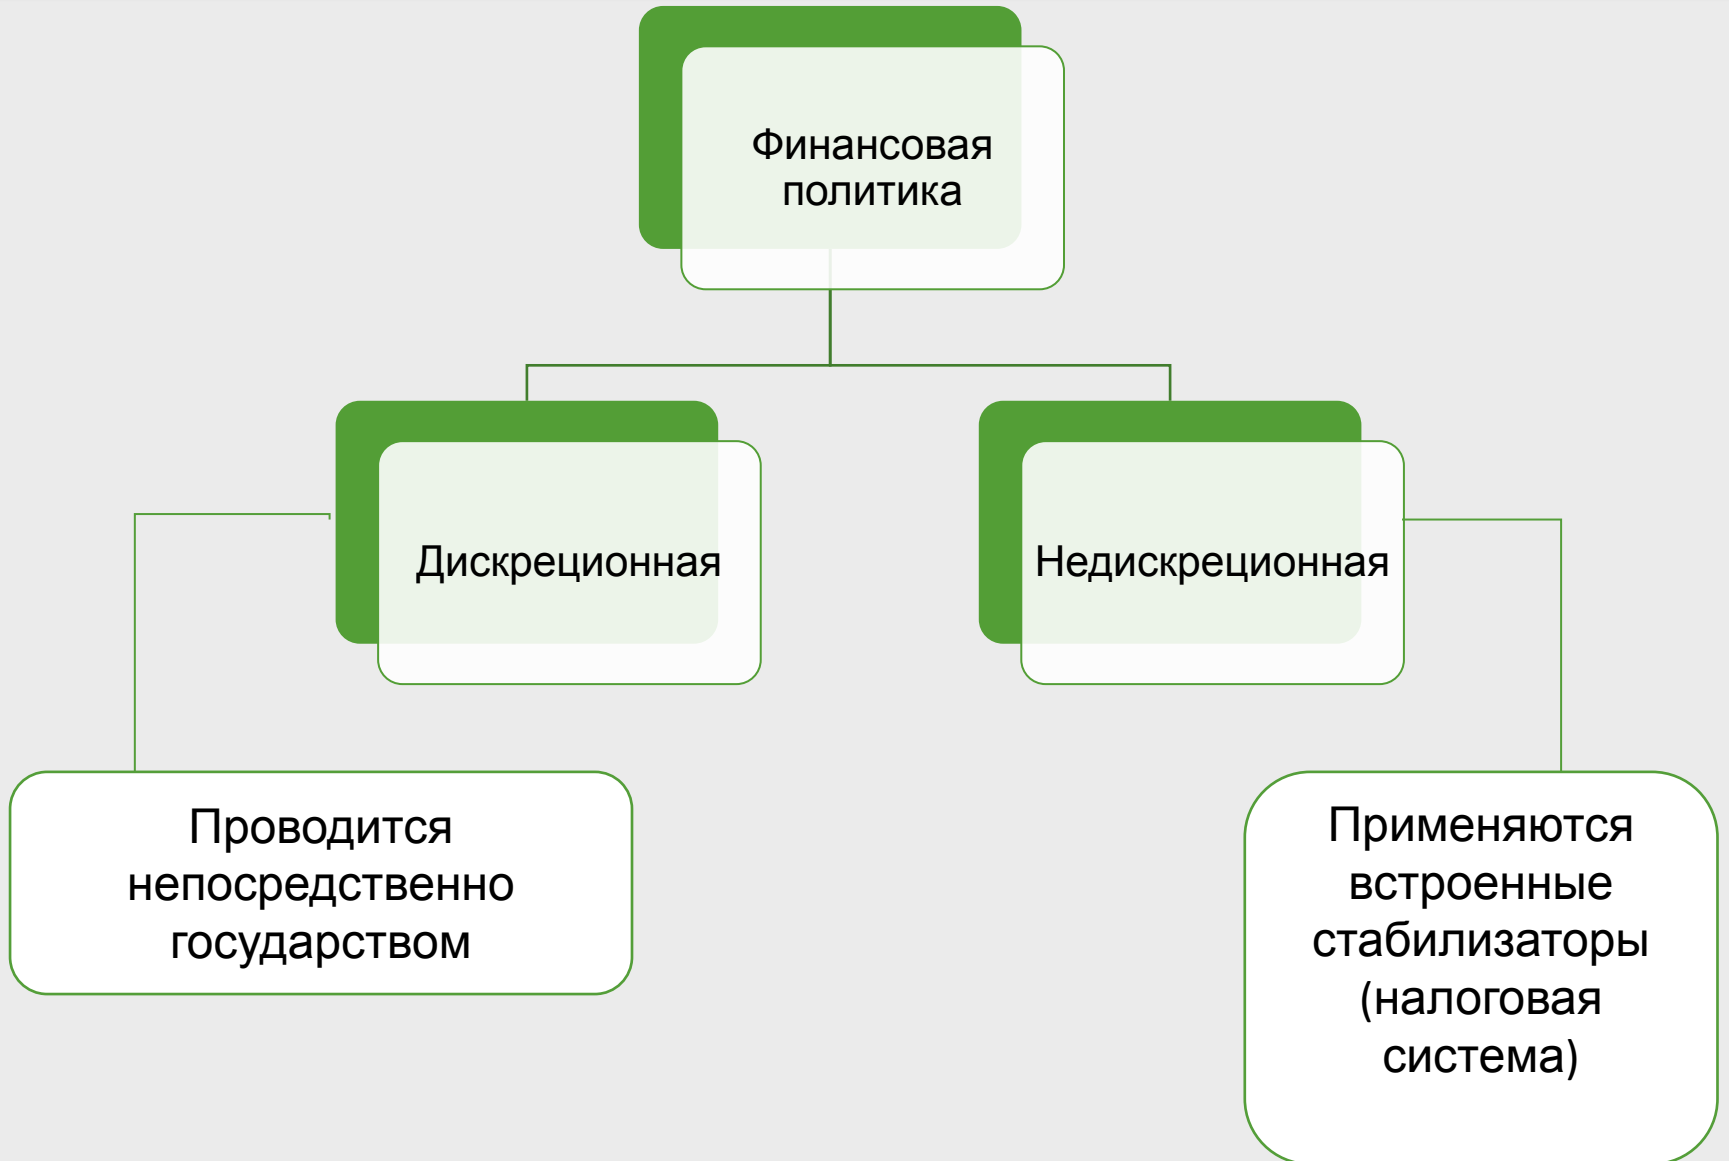 Финансовая
политика
Дискреционная
Недискреционная
Проводится
непосредственно
государством
Применяются
встроенные
стабилизаторы
(налоговая
система)